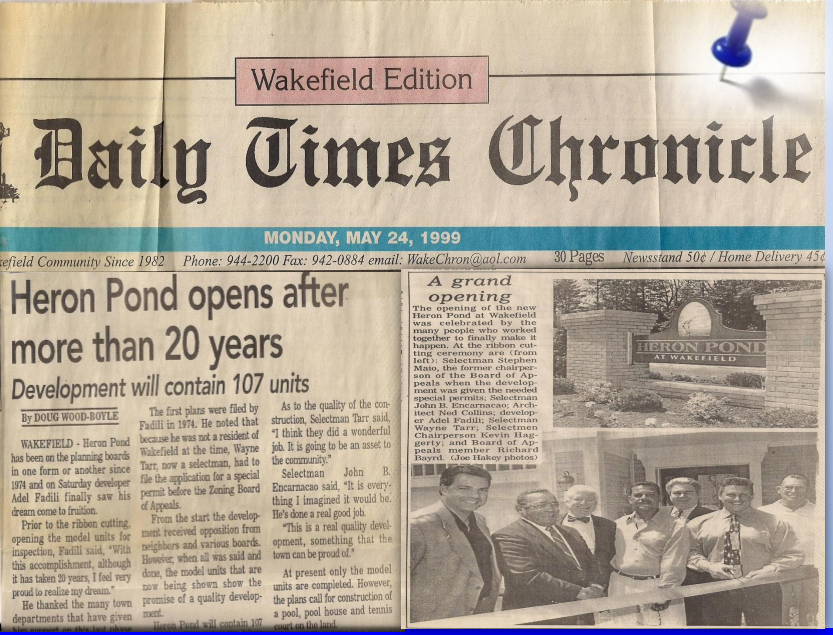 Wakefield Edition
Daily Times Chronicle
MONDAY, MAY 24, 1999
efield Community Since 1982 Phone: 944-2200 Fax: 942-0884 email: WakeChron@aol.com 30 Pages Newsstand 50¢ / Home Delivery 45¢
Heron Pond opens after
more than 20 years
Development will contain 107 units
By DOUG WOOD-BOYLE
WAKEFIELD - Heron Pond
has been on the planning boards
in one form or another since
1974 and on Saturday developer
Adel Fadili finally saw his
dream come to fruition.
Prior to the ribbon cutting,
opening the model units for
inspection, Fadili said, "With
this accomplishment, although
it has taken 20 years, I feel very
proud to realize my dream."
He thanked the many town
departments that have given
The first plans were filed by
Fadili in 1974. He noted that
because he was not a resident of
Wakefield at the time, Wayne
Tarr, now a selectman, had to
file the application for a special
permit before the Zoning Board
of Appeals.
From the start the develop-
ment received opposition from
neighbors and various boards.
However, when all was said and
done, the model units that are
now being shown show the
promise of a quality develop-
ment.
Heron Pond will contain 107
As to the quality of the con-
struction, Selectman Tarr said,
"I think they did a wonderful
job. It is going to be an asset to
the community."
Selectman John B.
Encarnacao said, "It is every-
thing I imagined it would be.
He's done a real good job.
"This is a real quality devel-
opment, something that the
town can be proud of."
At present only the model
units are completed. However,
the plans call for construction of
a pool, pool house and tennis
court on the land.
A grand
opening
The opening of the new
Heron Pond at Wakefield
was celebrated by the
many people who worked
together to finally make it
happen. At the ribbon cut-
ting ceremony are (from
left): Selectman Stephen
Maio, the former chairper-
son of the Board of Ap-
peals when the develop-
ment was given the needed
special permits; Selectman
John B. Encarnacao; Arch-
itect Ned Collins; develop-
er Adel Fadili; Selectman
Wayne Tarr; Selectmen
Chairperson Kevin Hag-
gerty; and Board of Ap-
peals member Richard
Bayrd. (Joe Hakey photos)
HERON POND
AT WAKEFIELD